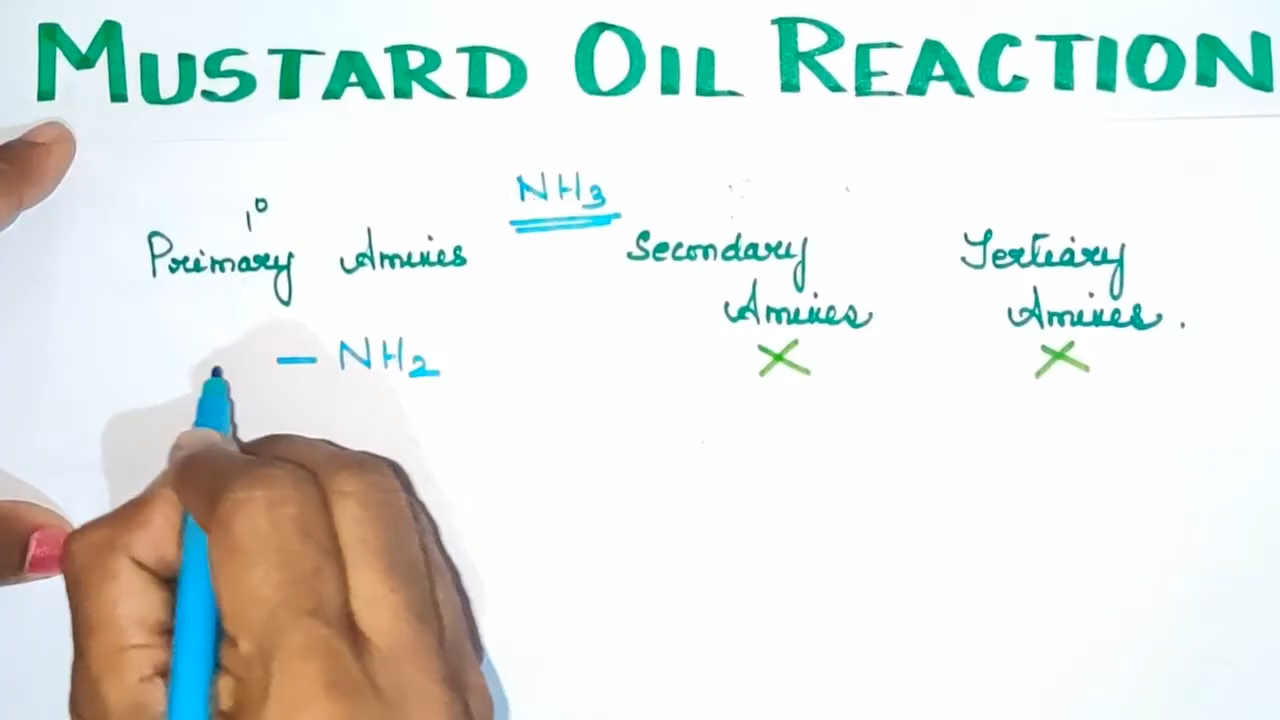 MUSTARD OIL REACTION
NH3
1°
Primary Amines
Secondary Amines
Tertiary Amines.
– NH2
X
X